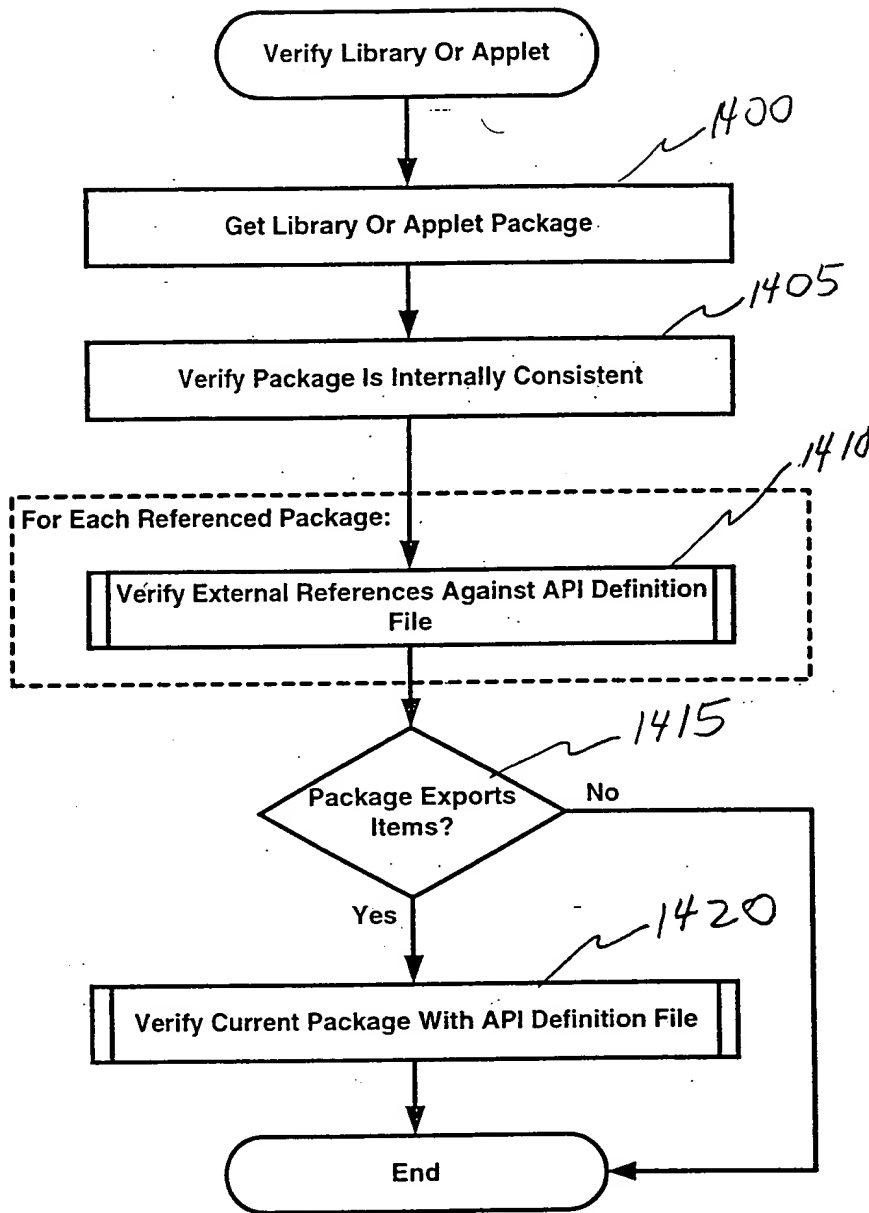 Verify Library Or Applet
1400
Get Library Or Applet Package
1405
Verify Package Is Internally Consistent
1410
For Each Referenced Package:
Verify External References Against API Definition
File
1415
Package Exports
Items?
No
Yes
1420
Verify Current Package With API Definition File
End